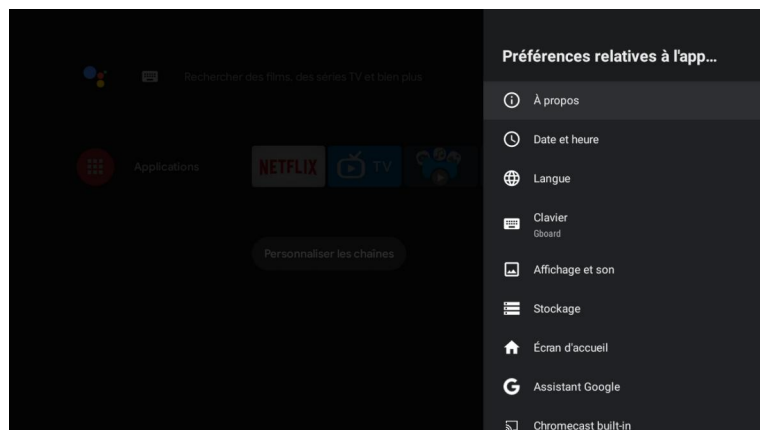 Préférences relatives à l'app...
Rechercher des films, des séries TV et bien plus
À propos
Date et heure
Applications
NETFLIX
TV
Langue
Clavier
Gboard
Personnaliser les chaînes
Affichage et son
Stockage
Écran d'accueil
Assistant Google
Chromecast built-in